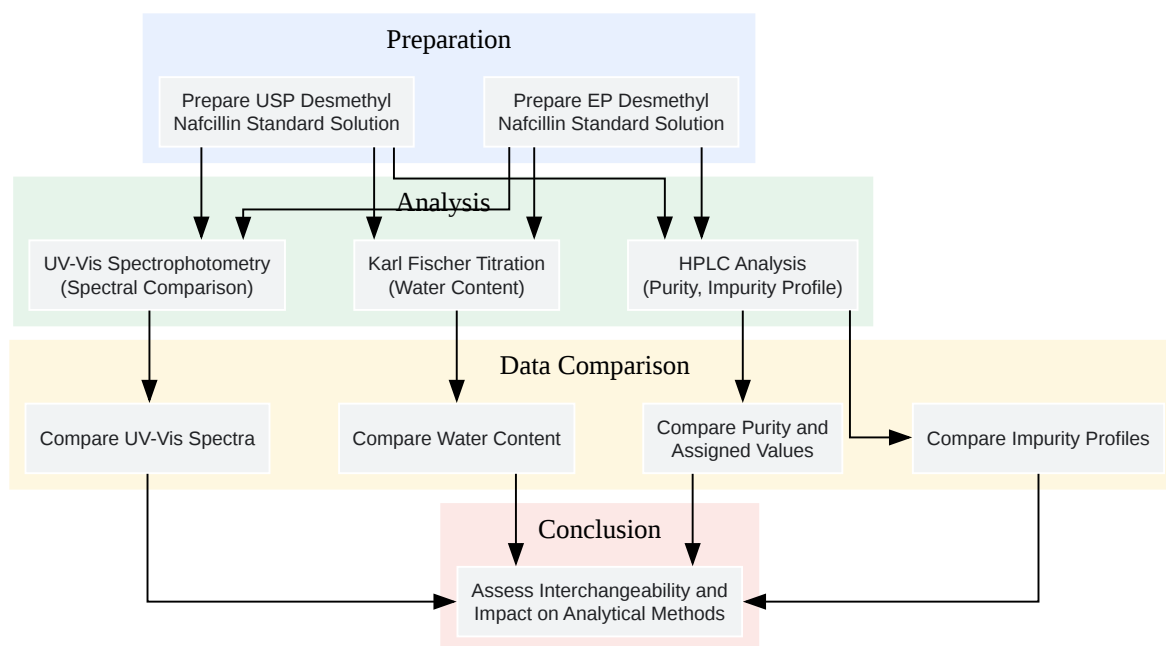 Preparation
Prepare USP Desmethyl
Nafcillin Standard Solution
Prepare EP Desmethyl
Nafcillin Standard Solution
Analysis
UV-Vis Spectrophotometry
(Spectral Comparison)
Karl Fischer Titration
(Water Content)
HPLC Analysis
(Purity, Impurity Profile)
Data Comparison
Compare UV-Vis Spectra
Compare Water Content
Compare Purity and
Assigned Values
Compare Impurity Profiles
Conclusion
Assess Interchangeability and
Impact on Analytical Methods